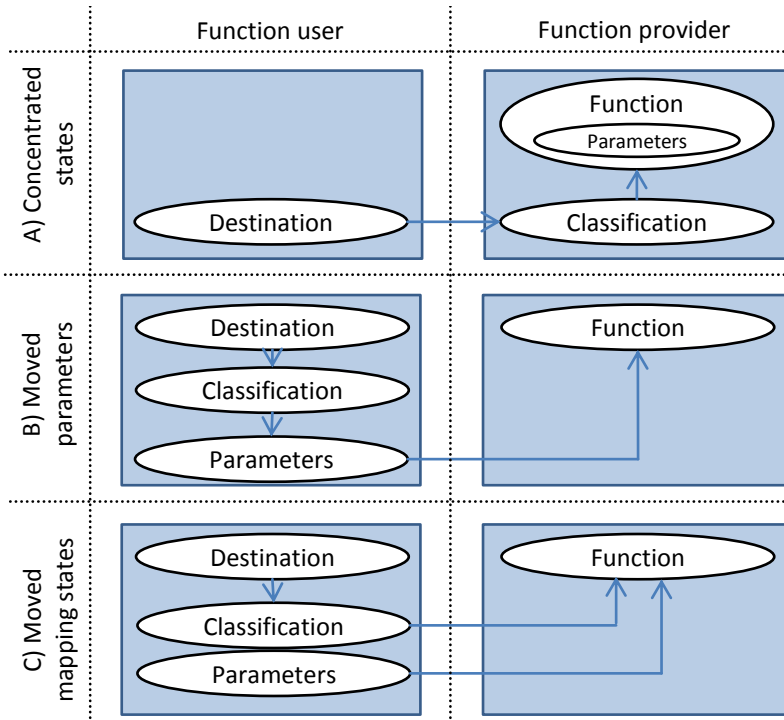 Function user
Function provider
A) Concentrated
states
Function
Parameters
Destination
Classification
B) Moved
parameters
Destination
Function
Classification
Parameters
C) Moved
mapping states
Destination
Function
Classification
Parameters